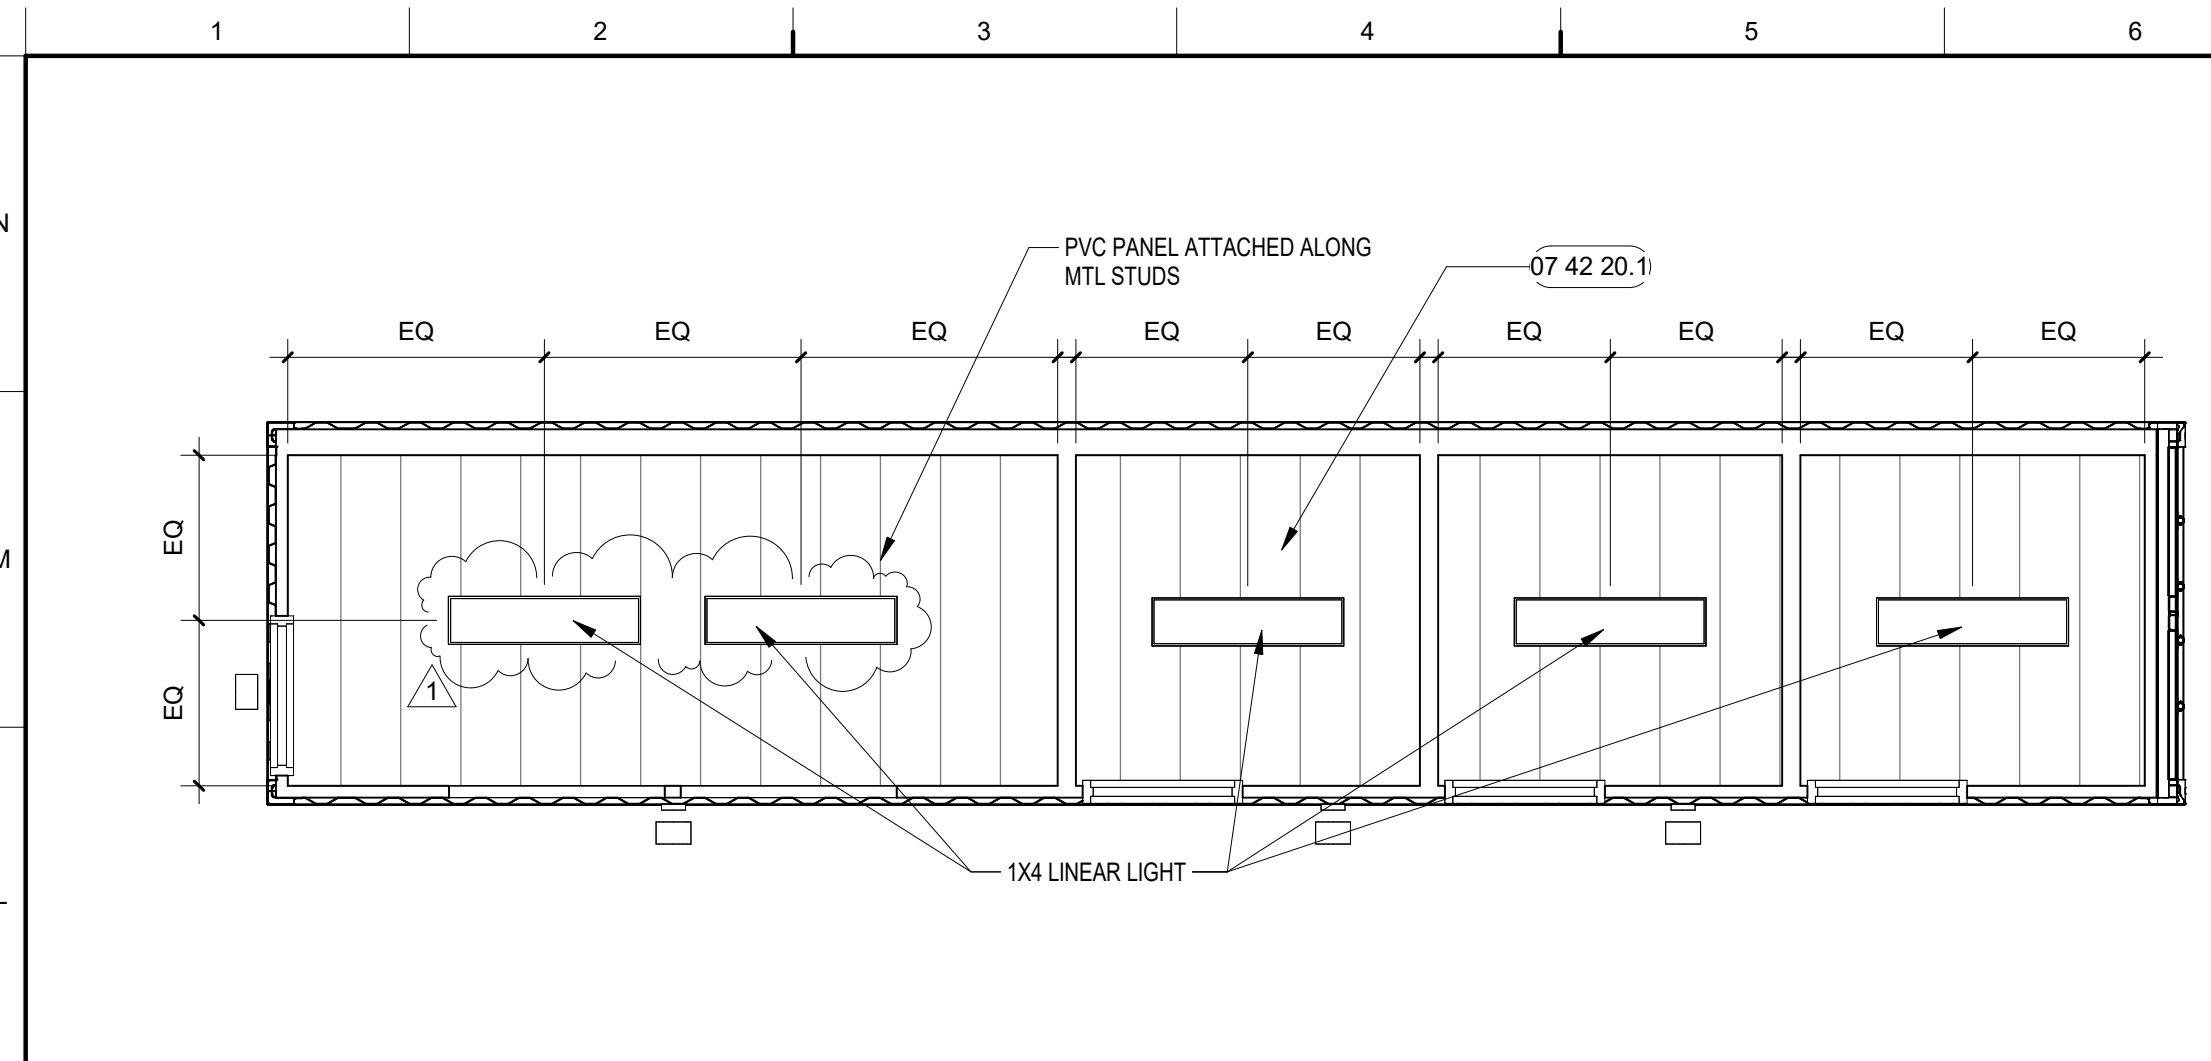 1 2 3 4 5 6
N
PVC PANEL ATTACHED ALONG
MTL STUDS
07 42 20.1
EQ EQ EQ EQ EQ EQ EQ EQ EQ
EQ
M
EQ
1
1X4 LINEAR LIGHT